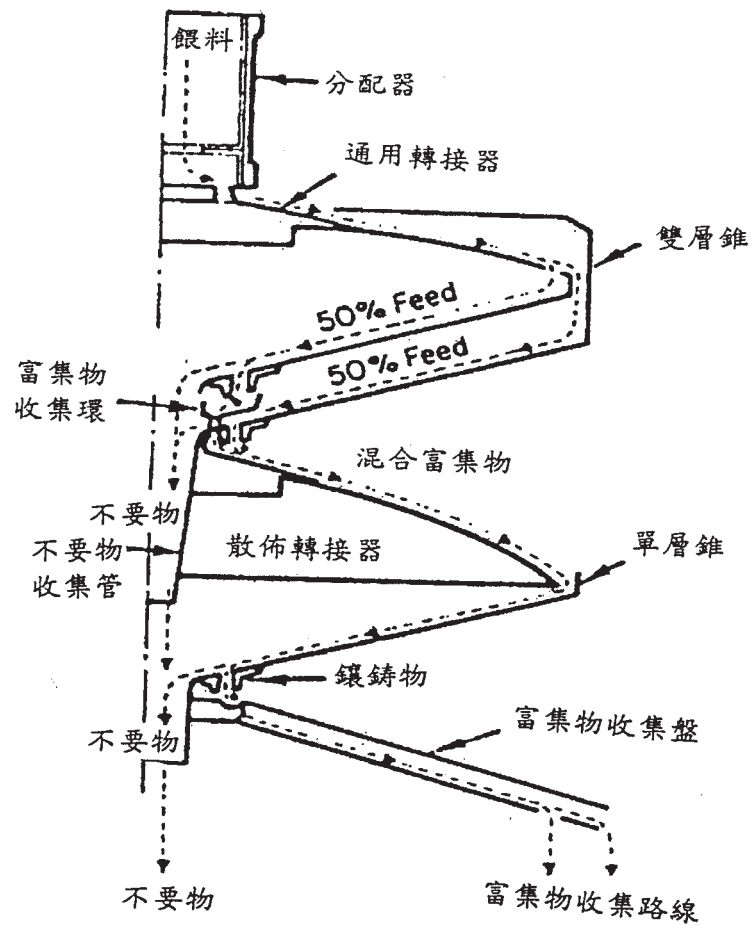 餵料
分配器
通用轉接器
雙層錐
50% Feed
50% Feed
富集物
收集環
混合富集物
不要物
不要物
收集管
散佈轉接器
單層錐
鑲鑄物
富集物收集盤
不要物
不要物
富集物收集路線